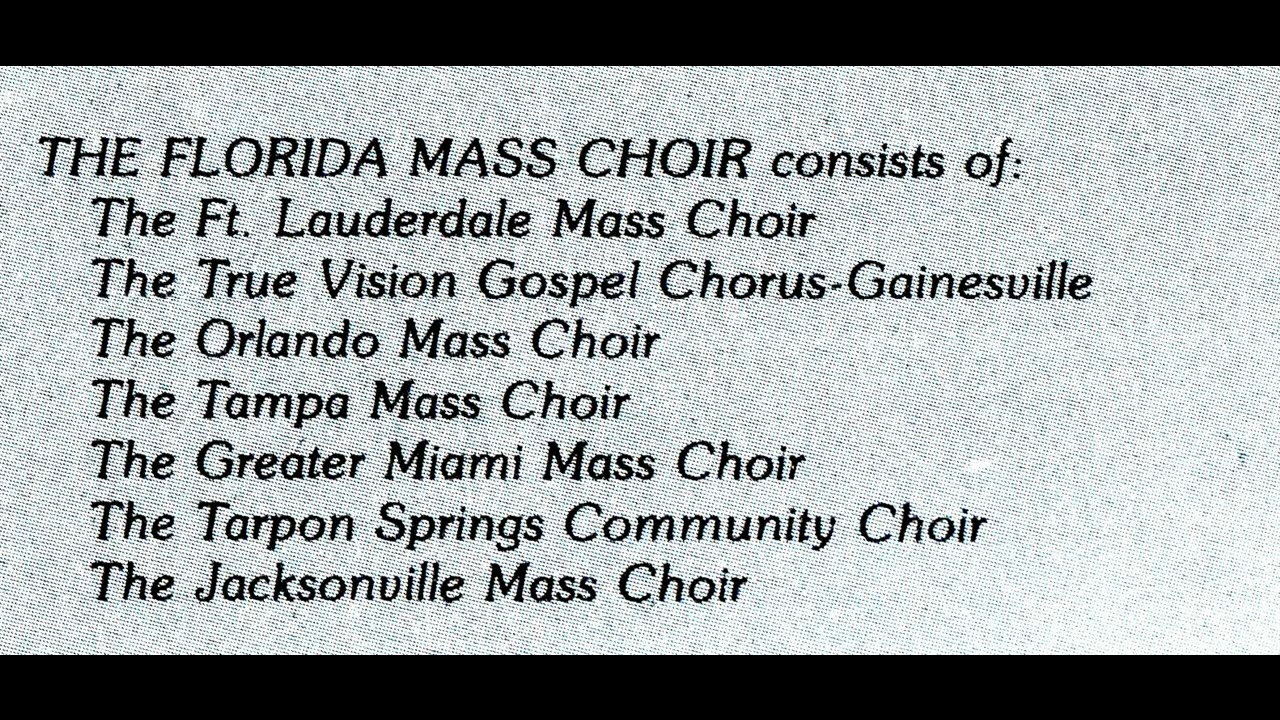 THE FLORIDA MASS CHOIR consists of:
The Ft. Lauderdale Mass Choir
The True Vision Gospel Chorus-Gainesville
The Orlando Mass Choir
The Tampa Mass Choir
The Greater Miami Mass Choir
The Tarpon Springs Community Choir
The Jacksonville Mass Choir